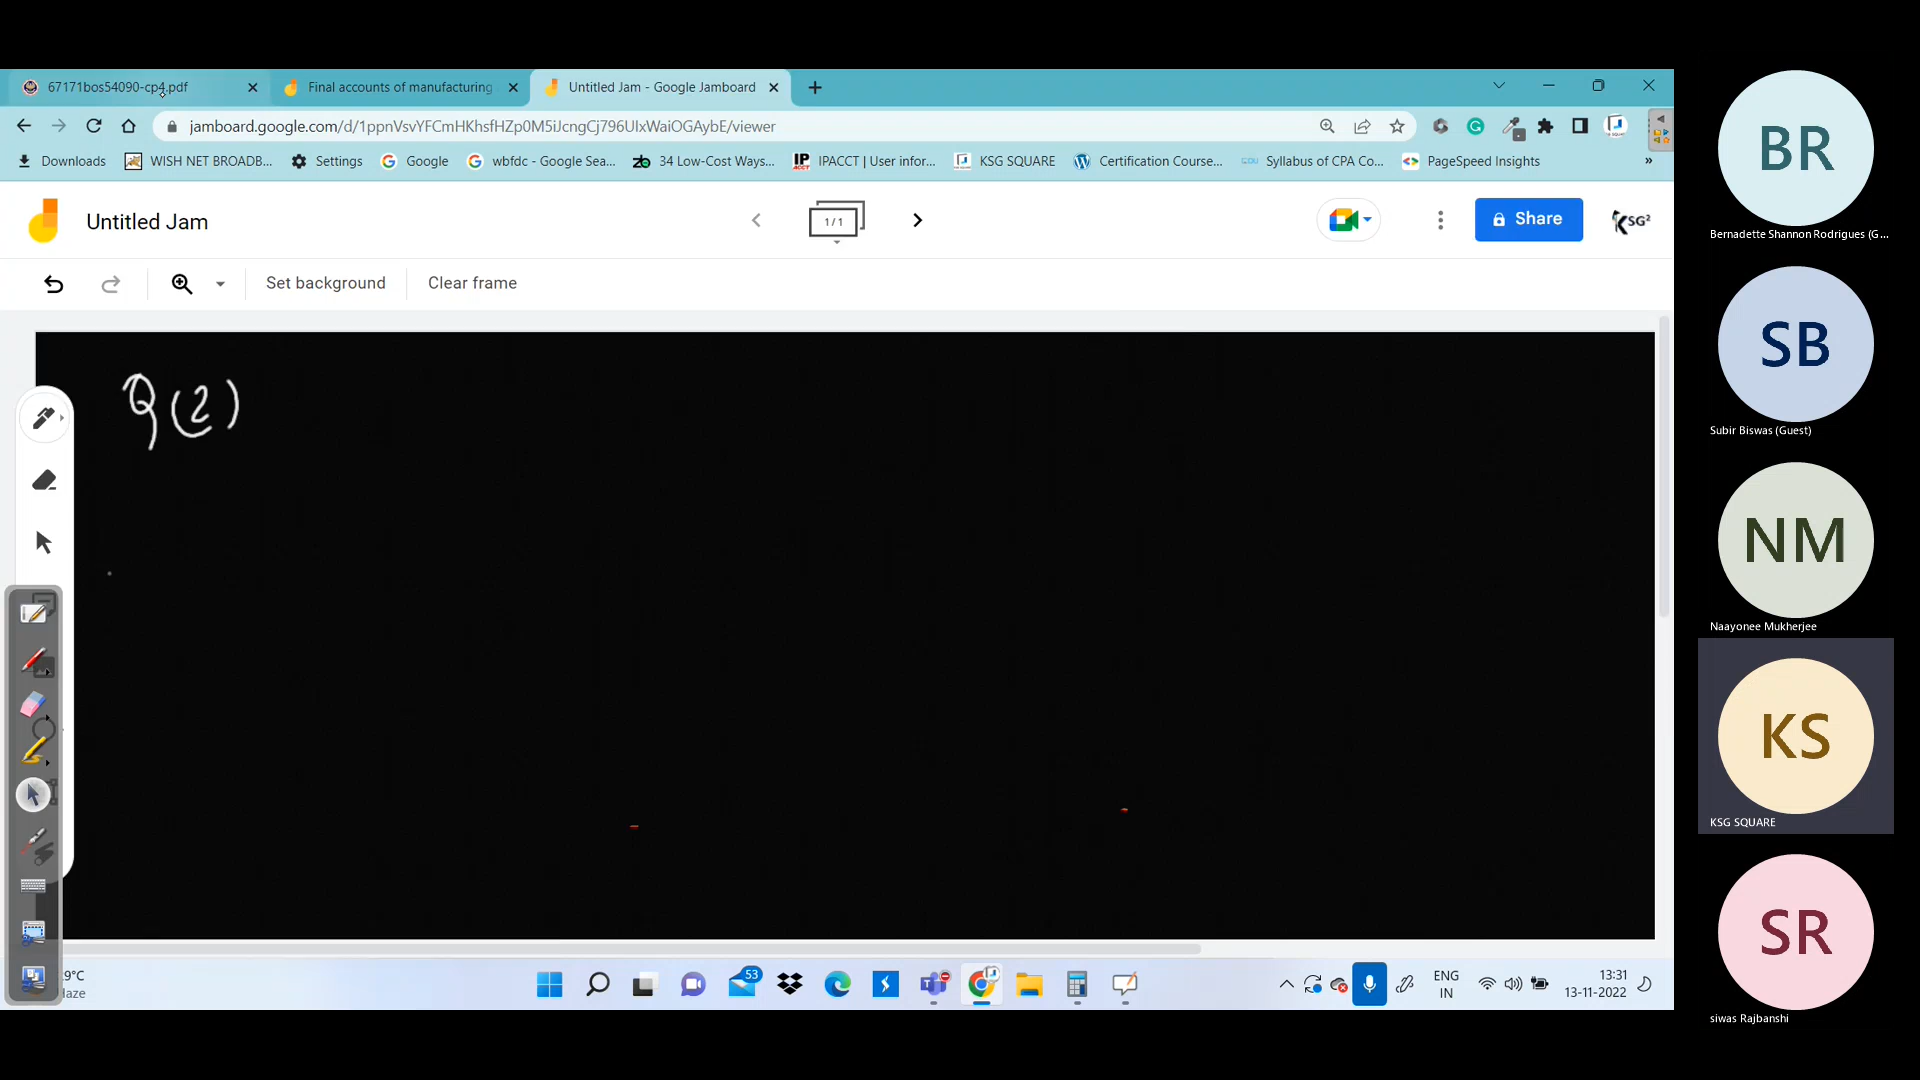 67171bos54090-cp4.pdf
Final accounts of manufacturing
Untitled Jam - Google Jamboard
jamboard.google.com/d/1ppnVsvYFCmHKhsfHZp0M5iJcngCj796UIxWaiOGAybE/viewer
Downloads
WISH NET BROADB...
Settings
Google
wbfdc - Google Sea...
34 Low-Cost Ways...
IPACCT | User infor...
KSG SQUARE
Certification Course...
Syllabus of CPA Co...
PageSpeed Insights
»
Untitled Jam
1/1
Share
KSG²
Set background
Clear frame
Q(2)
BR
Bernadette Shannon Rodrigues (G...
SB
Subir Biswas (Guest)
NM
Naayonee Mukherjee
KS
KSG SQUARE
SR
siwas Rajbanshi
9°C
53
ENG
IN
13:31
13-11-2022